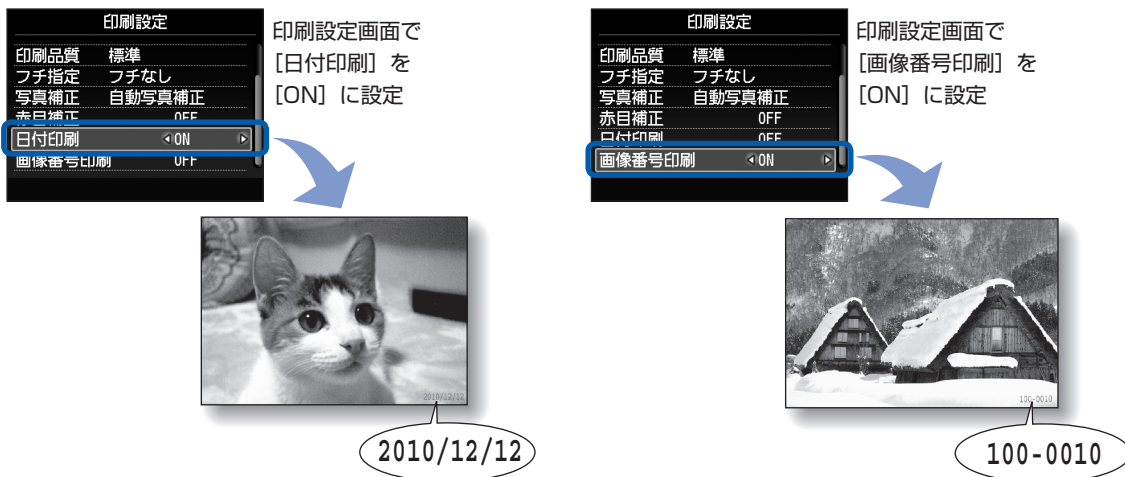 印刷設定
印刷品質 標準
フチ指定 フチなし
写真補正 自動写真補正
赤目補正 OFF
日付印刷 ON
画像番号印刷 OFF
印刷設定画面で
[日付印刷] を
[ON] に設定
2010/12/12
2010/12/12
印刷設定
印刷品質 標準
フチ指定 フチなし
写真補正 自動写真補正
赤目補正 OFF
日付印刷 OFF
画像番号印刷 ON
印刷設定画面で
[画像番号印刷] を
[ON] に設定
100-0010
100-0010